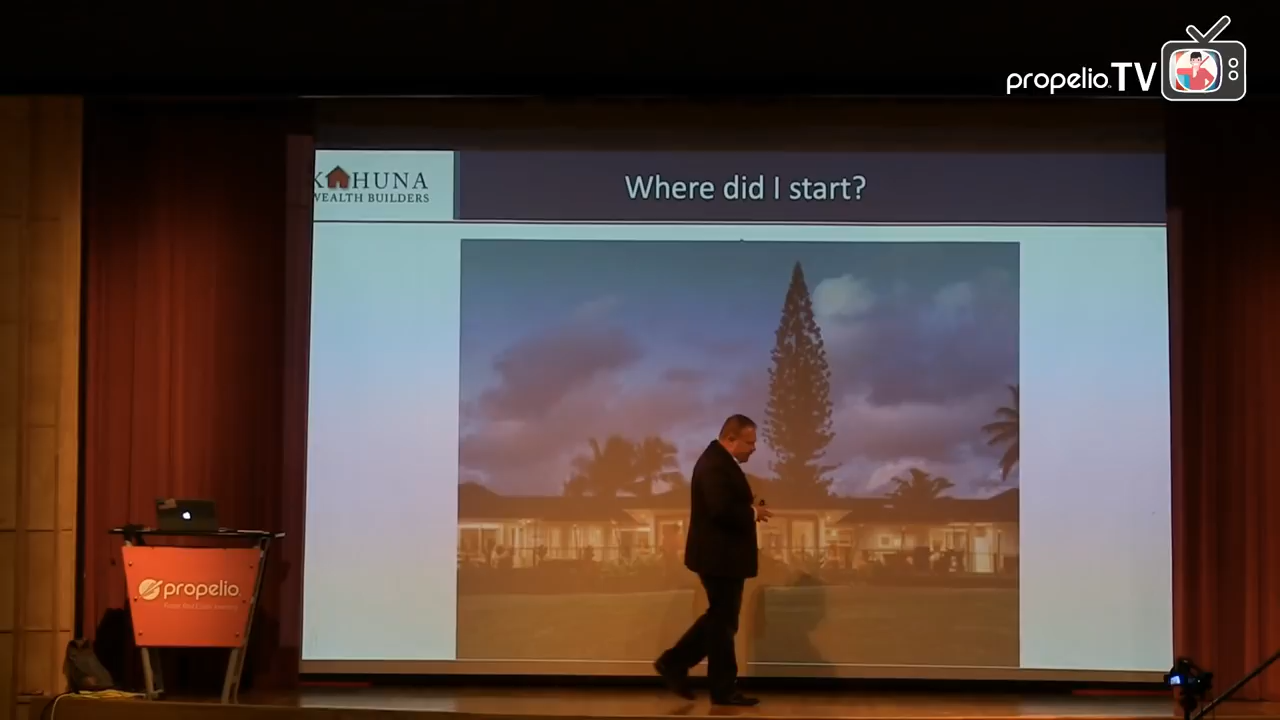 propelio TV
KAHUNA
WEALTH BUILDERS
Where did I start?
propelio